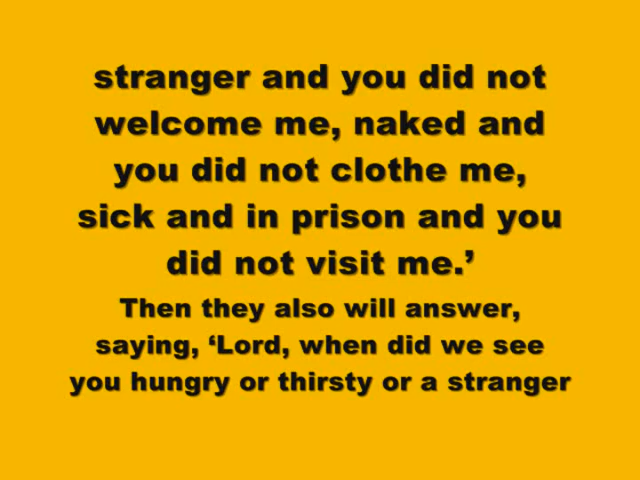 stranger and you did not
welcome me, naked and
you did not clothe me,
sick and in prison and you
did not visit me.’
Then they also will answer,
saying, ‘Lord, when did we see
you hungry or thirsty or a stranger